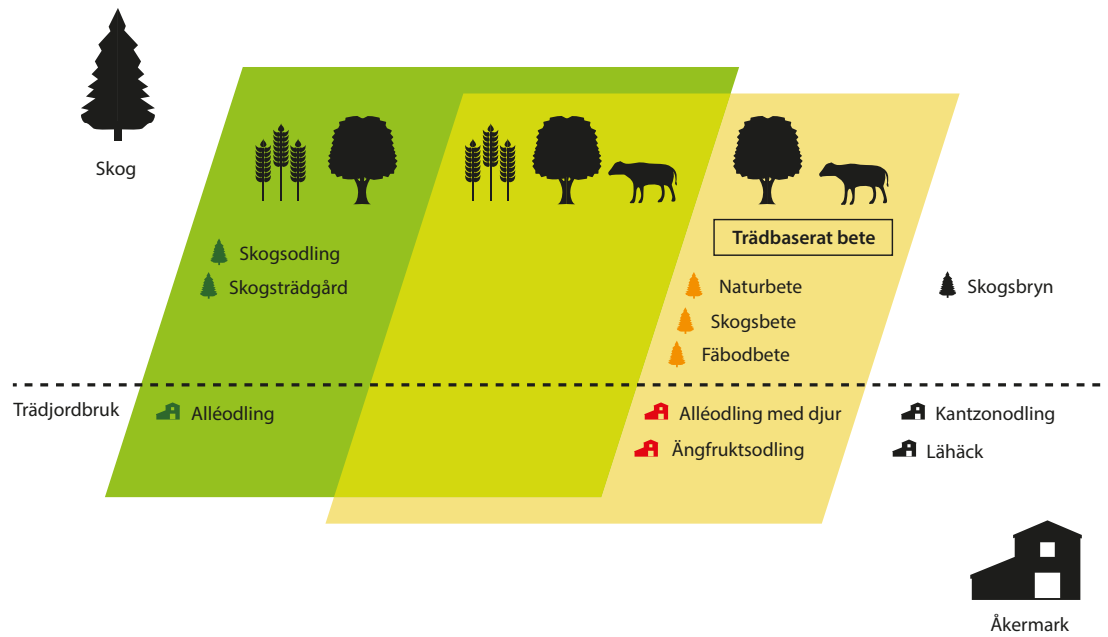 Skog
Trädbaserat bete
Skogsodling
Skogsträdgård
Naturbete
Skogsbete
Fäbodbete
Skogsbryn
Trädjordbruk
Alléodling
Alléodling med djur
Ängfruktsodling
Kantzonodling
Lähäck
Åkermark